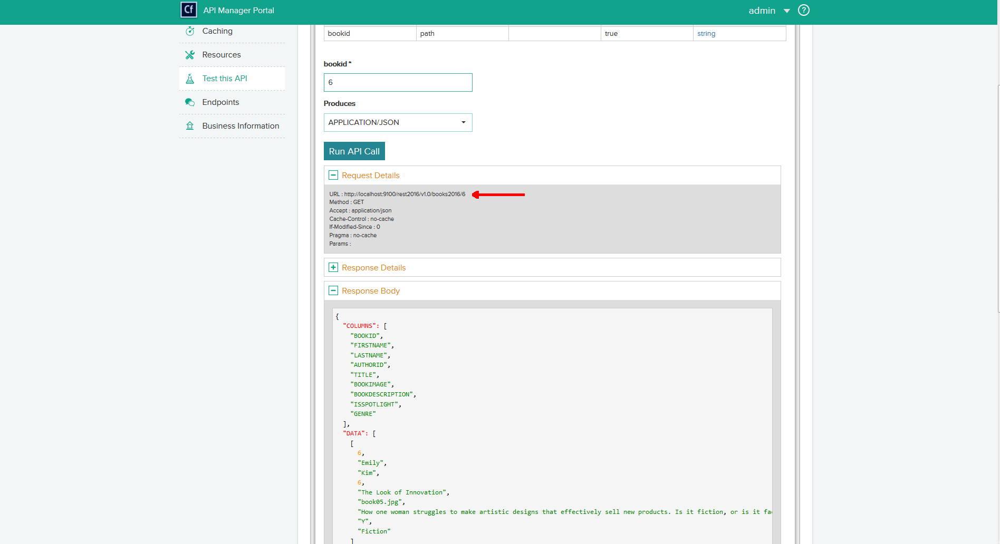 Cf API Manager Portal
admin ?
Caching
Resources
Test this API
Endpoints
Business Information
bookid path true string
bookid *
6
Produces
APPLICATION/JSON
Run API Call
Request Details
URL : http://localhost:9100/rest2016/v1.0/books2016/6
Method : GET
Accept : application/json
Cache-Control : no-cache
If-Modified-Since : 0
Pragma : no-cache
Params :
Response Details
Response Body
{
"COLUMNS": [
"BOOKID",
"FIRSTNAME",
"LASTNAME",
"AUTHORID",
"TITLE",
"BOOKIMAGE",
"BOOKDESCRIPTION",
"ISSPOTLIGHT",
"GENRE"
],
"DATA": [
[
6,
"Emily",
"Kim",
6,
"The Look of Innovation",
"book05.jpg",
"How one woman struggles to make artistic designs that effectively sell new products. Is it fiction, or is it fa
"Y",
"Fiction"
]